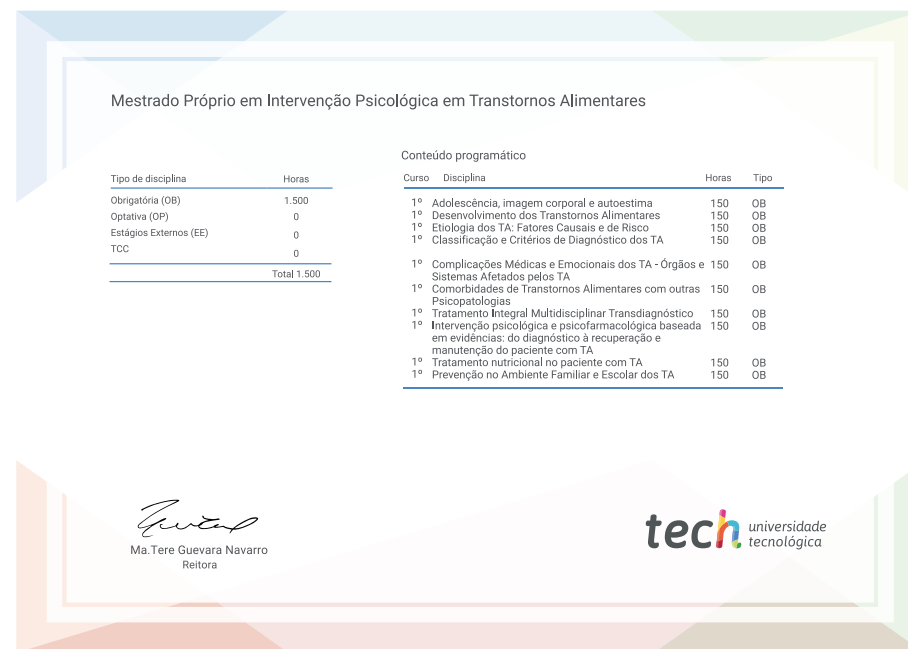 Mestrado Próprio em Intervenção Psicológica em Transtornos Alimentares
Tipo de disciplina Horas
Obrigatória (OB) 1.500
Optativa (OP) 0
Estágios Externos (EE) 0
TCC 0
Total 1.500
Conteúdo programático
Curso Disciplina Horas Tipo
1º Adolescência, imagem corporal e autoestima 150 OB
1º Desenvolvimento dos Transtornos Alimentares 150 OB
1º Etiologia dos TA: Fatores Causais e de Risco 150 OB
1º Classificação e Critérios de Diagnóstico dos TA 150 OB
1º Complicações Médicas e Emocionais dos TA - Órgãos e 150 OB
Sistemas Afetados pelos TA
1º Comorbidades de Transtornos Alimentares com outras 150 OB
Psicopatologias
1º Tratamento Integral Multidisciplinar Transdiagnóstico 150 OB
1º Intervenção psicológica e psicofarmacológica baseada 150 OB
em evidências: do diagnóstico à recuperação e
manutenção do paciente com TA
1º Tratamento nutricional no paciente com TA 150 OB
1º Prevenção no Ambiente Familiar e Escolar dos TA 150 OB
Ma.Tere Guevara Navarro
Reitora
tech universidade
tecnológica